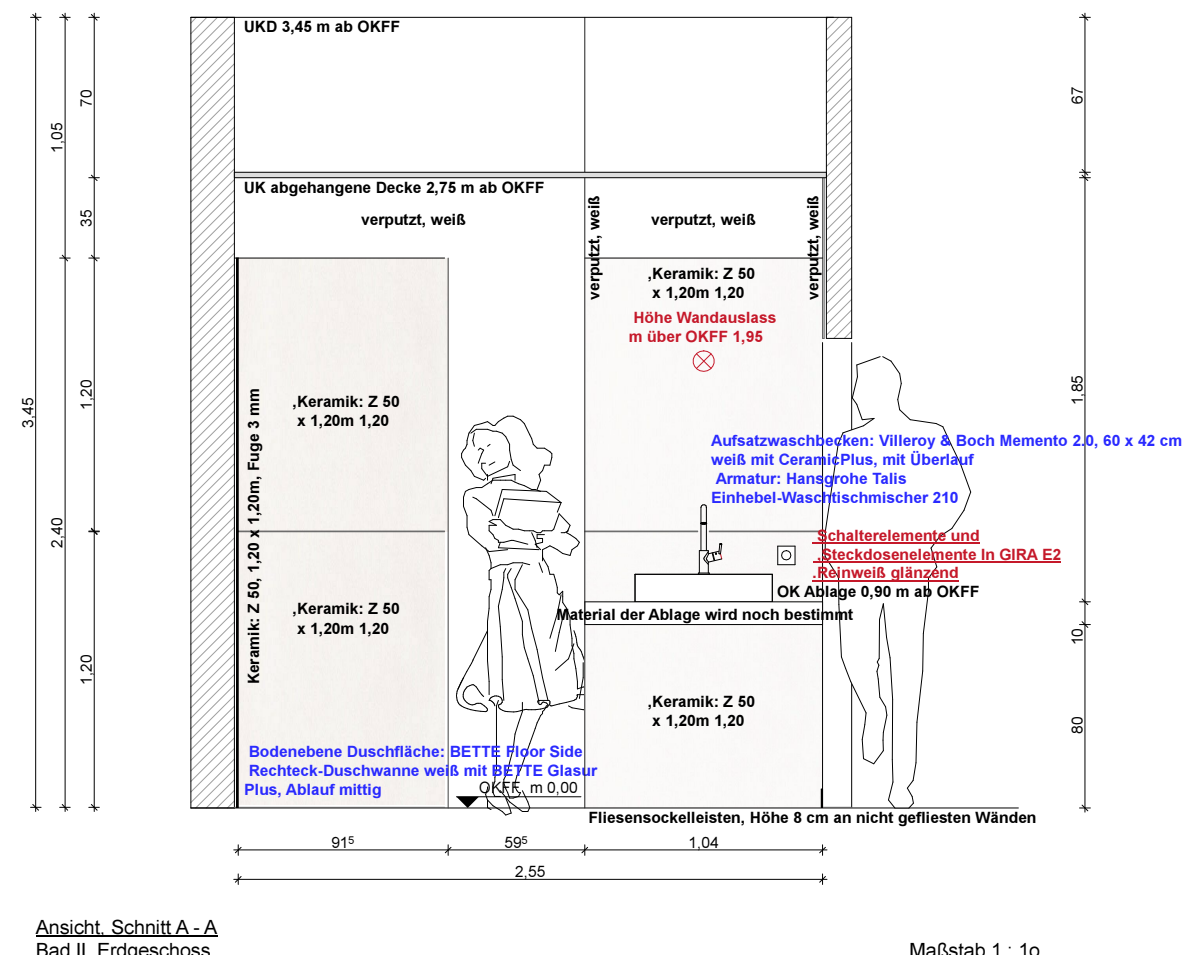 UKD 3,45 m ab OKFF
70
67
1,05
UK abgehangene Decke 2,75 m ab OKFF
verputzt, weiß
verputzt, weiß
verputzt, weiß
verputzt, weiß
35
,Keramik: Z 50
x 1,20m 1,20
Höhe Wandauslass
m über OKFF 1,95
3,45
1,20
1,85
Keramik: Z 50, 1,20 x 1,20m, Fuge 3 mm
,Keramik: Z 50
x 1,20m 1,20
Aufsatzwaschbecken: Villeroy & Boch Memento 2.0, 60 x 42 cm
weiß mit CeramicPlus, mit Überlauf
Armatur: Hansgrohe Talis
Einhebel-Waschtischmischer 210
2,40
.Schalterelemente und
.Steckdosenelemente In GIRA E2
.Reinweiß glänzend
OK Ablage 0,90 m ab OKFF
,Keramik: Z 50
x 1,20m 1,20
Material der Ablage wird noch bestimmt
10
1,20
,Keramik: Z 50
x 1,20m 1,20
80
Bodenebene Duschfläche: BETTE Floor Side
Rechteck-Duschwanne weiß mit BETTE Glasur
Plus, Ablauf mittig
OKFF, m 0,00
Fliesensockelleisten, Höhe 8 cm an nicht gefliesten Wänden
91⁵
59⁵
1,04
2,55
Ansicht, Schnitt A - A
Bad II, Erdgeschoss
Maßstab 1 : 1o